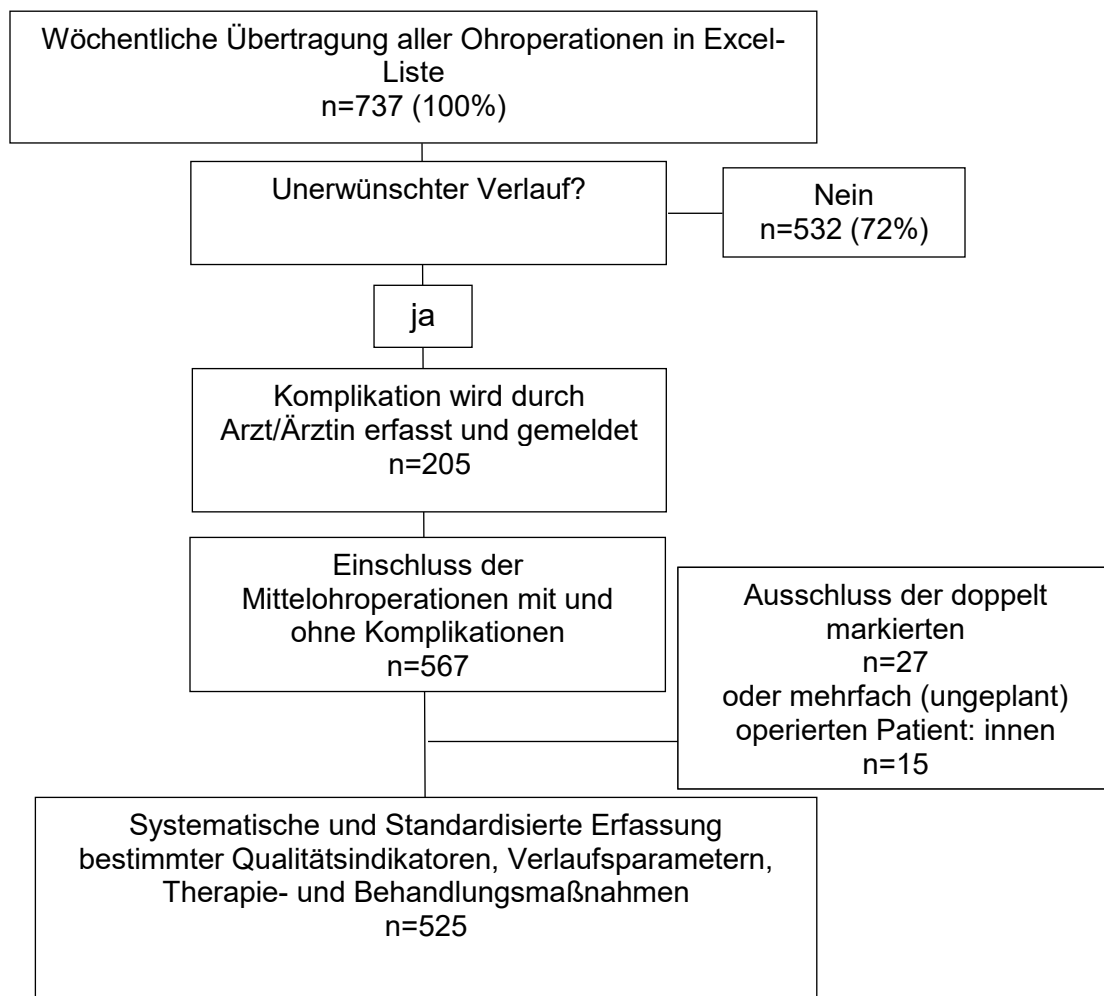 Wöchentliche Übertragung aller Ohroperationen in Excel-
Liste
n=737 (100%)
Unerwünschter Verlauf?
Nein
n=532 (72%)
ja
Komplikation wird durch
Arzt/Ärztin erfasst und gemeldet
n=205
Einschluss der
Mittelohroperationen mit und
ohne Komplikationen
n=567
Ausschluss der doppelt
markierten
n=27
oder mehrfach (ungeplant)
operierten Patient: innen
n=15
Systematische und Standardisierte Erfassung
bestimmter Qualitätsindikatoren, Verlaufsparametern,
Therapie- und Behandlungsmaßnahmen
n=525